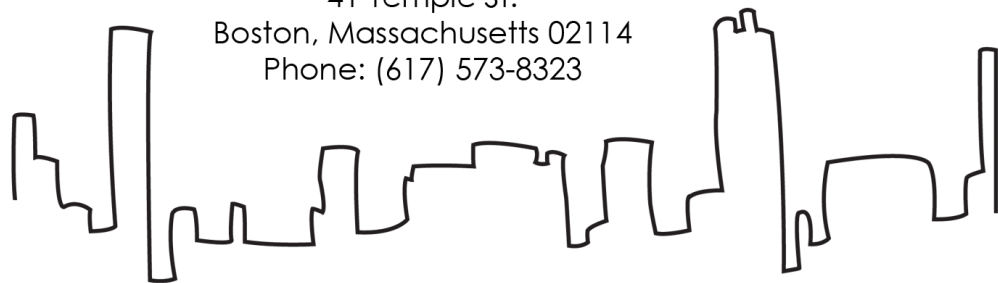 41 Temple St.
Boston, Massachusetts 02114
Phone: (617) 573-8323